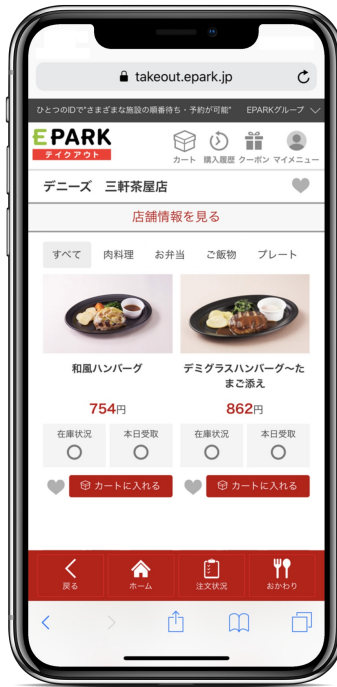 takeout.epark.jp
ひとつのIDで"さまざまな施設の順番待ち・予約が可能" EPARKグループ
EPARK
テイクアウト
カート 購入履歴 クーポン マイメニュー
デニーズ 三軒茶屋店
店舗情報を見る
すべて 肉料理 お弁当 ご飯物 プレート
和風ハンバーグ
デミグラスハンバーグ〜た
まご添え
754円
862円
在庫状況 本日受取 在庫状況 本日受取
カートに入れる カートに入れる
戻る ホーム 注文状況 おかわり